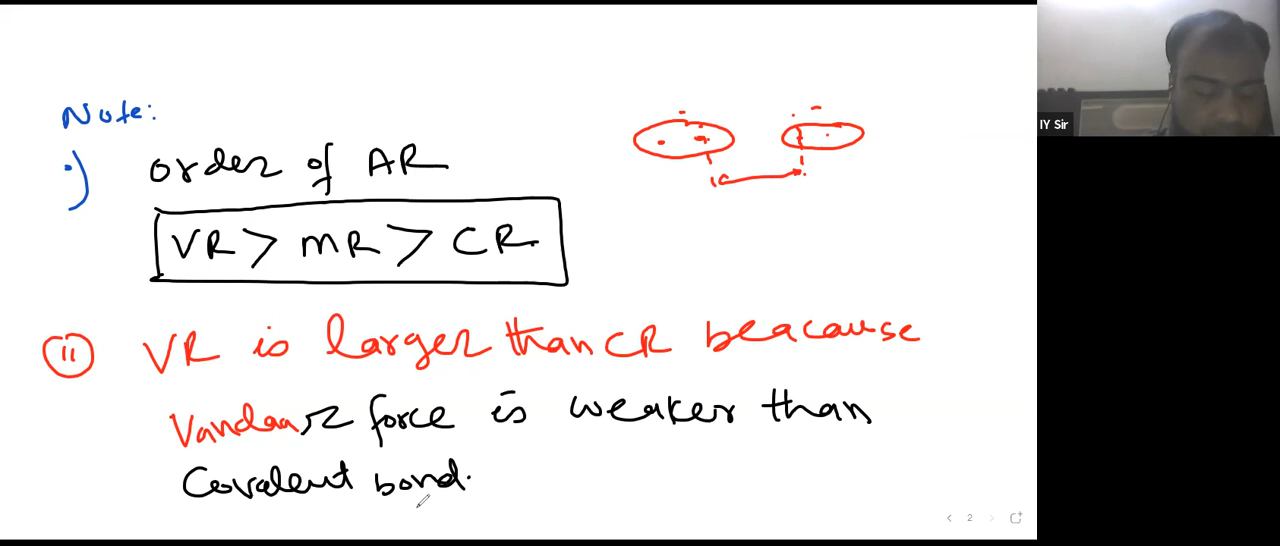 Note:
i) order of AR
VR > MR > CR
ii) VR is larger than CR beacause
Vandaar force is weaker than
Covalent bond.
IY Sir
2